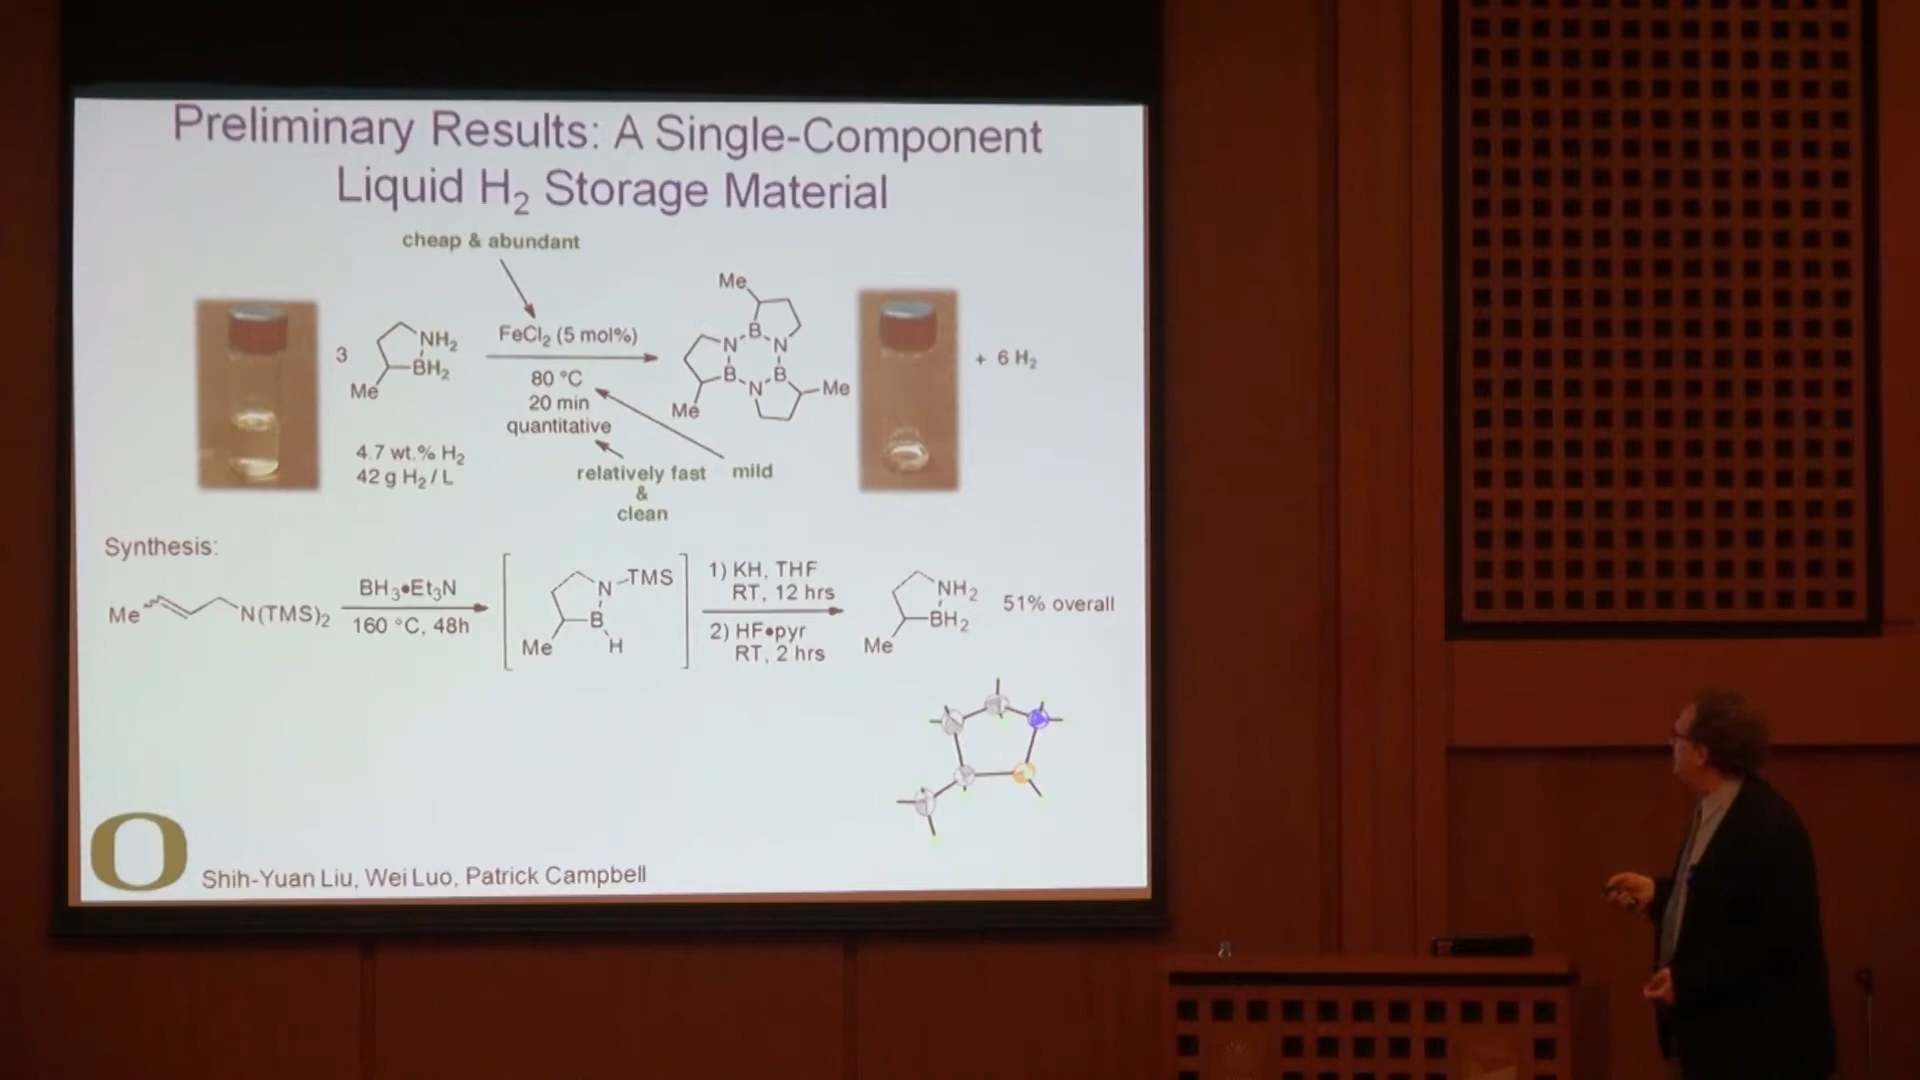 Preliminary Results: A Single-Component
Liquid H₂ Storage Material
cheap & abundant
3
NH₂
BH₂
Me
4.7 wt.% H₂
42 g H₂ / L
FeCl₂ (5 mol%)
80 °C
20 min
quantitative
relatively fast
&
clean
mild
Me
B
N
N
B
B
N
Me
Me
+ 6 H₂
Synthesis:
Me
N(TMS)₂
BH₃•Et₃N
160 °C, 48h
N-TMS
B
Me
H
1) KH, THF
RT, 12 hrs
2) HF•pyr
RT, 2 hrs
NH₂
BH₂
Me
51% overall
O
Shih-Yuan Liu, Wei Luo, Patrick Campbell